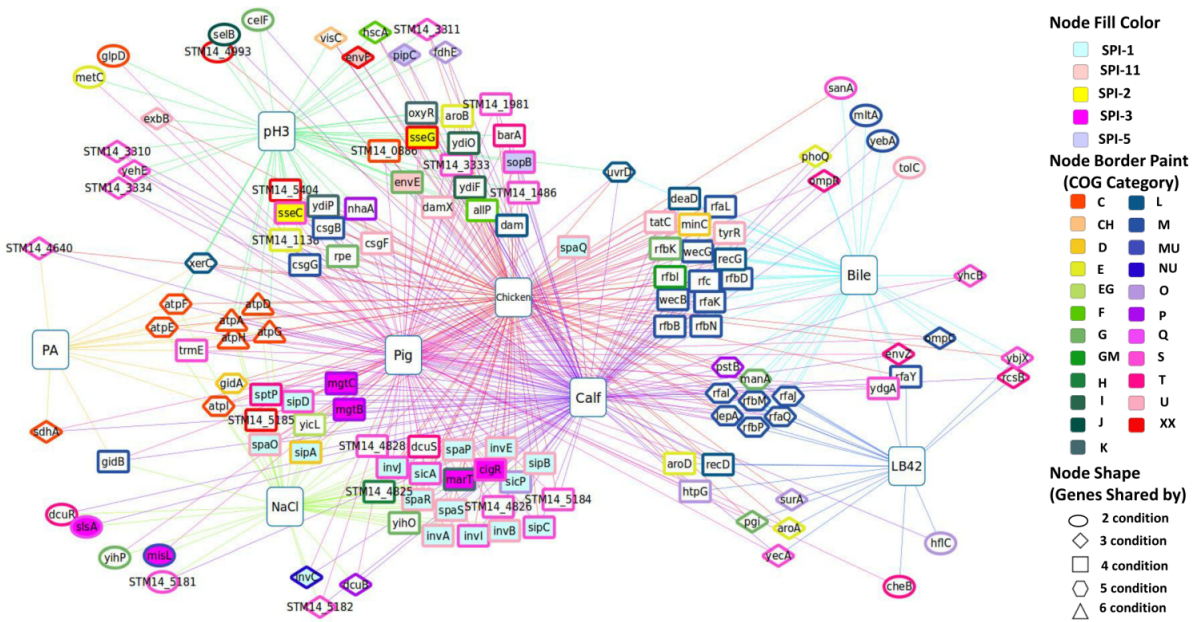 celF
selB
STM14_4993
glpD
metC
visC
hscA
STM14_3311
envF
pipC
fdhE
exbB
pH3
oxyR
aroB
STM14_1981
sseG
ydiO
barA
STM14_0886
STM14_3333
sopB
STM14_3310
yehE
STM14_3334
envE
ydiF
STM14_1486
damX
allP
dam
STM14_5404
sseC
ydiP
nhaA
csgB
STM14_1138
csgF
rpe
csgG
STM14_4640
xerC
uvrD
spaQ
sanA
mltA
yebA
phoQ
ompR
tolC
deaD
rfaL
tatC
minC
tyrR
rfbK
wecG
recG
rfbI
rfc
rfbD
wecB
rfaK
rfbB
rfbN
Bile
yhcB
Chicken
atpF
atpD
atpA
atpE
atpH
atpG
trmE
PA
Pig
Calf
ompC
envZ
ybjX
rfaY
rcsB
ydgA
pstB
manA
rfaI
rfbM
rfaJ
lepA
rfaQ
rfbP
gidA
mgtC
sptP
sipD
mgtB
atpI
STM14_5185
yicL
sdhA
spaO
sipA
gidB
STM14_4828
dcuS
spaP
invE
invJ
sicA
cigR
sipB
marT
sicP
STM14_4825
spaR
STM14_4826
STM14_5184
spaS
yihO
invA
invI
invB
sipC
NaCl
aroD
recD
LB42
htpG
surA
pgi
aroA
yecA
hflC
cheB
dcuR
slsA
yihP
misL
STM14_5181
invC
dcuB
STM14_5182
Node Fill Color
SPI-1
SPI-11
SPI-2
SPI-3
SPI-5
Node Border Paint
(COG Category)
C L
CH M
D MU
E NU
EG O
F P
G Q
GM S
H T
I U
J XX
K
Node Shape
(Genes Shared by)
2 condition
3 condition
4 condition
5 condition
6 condition